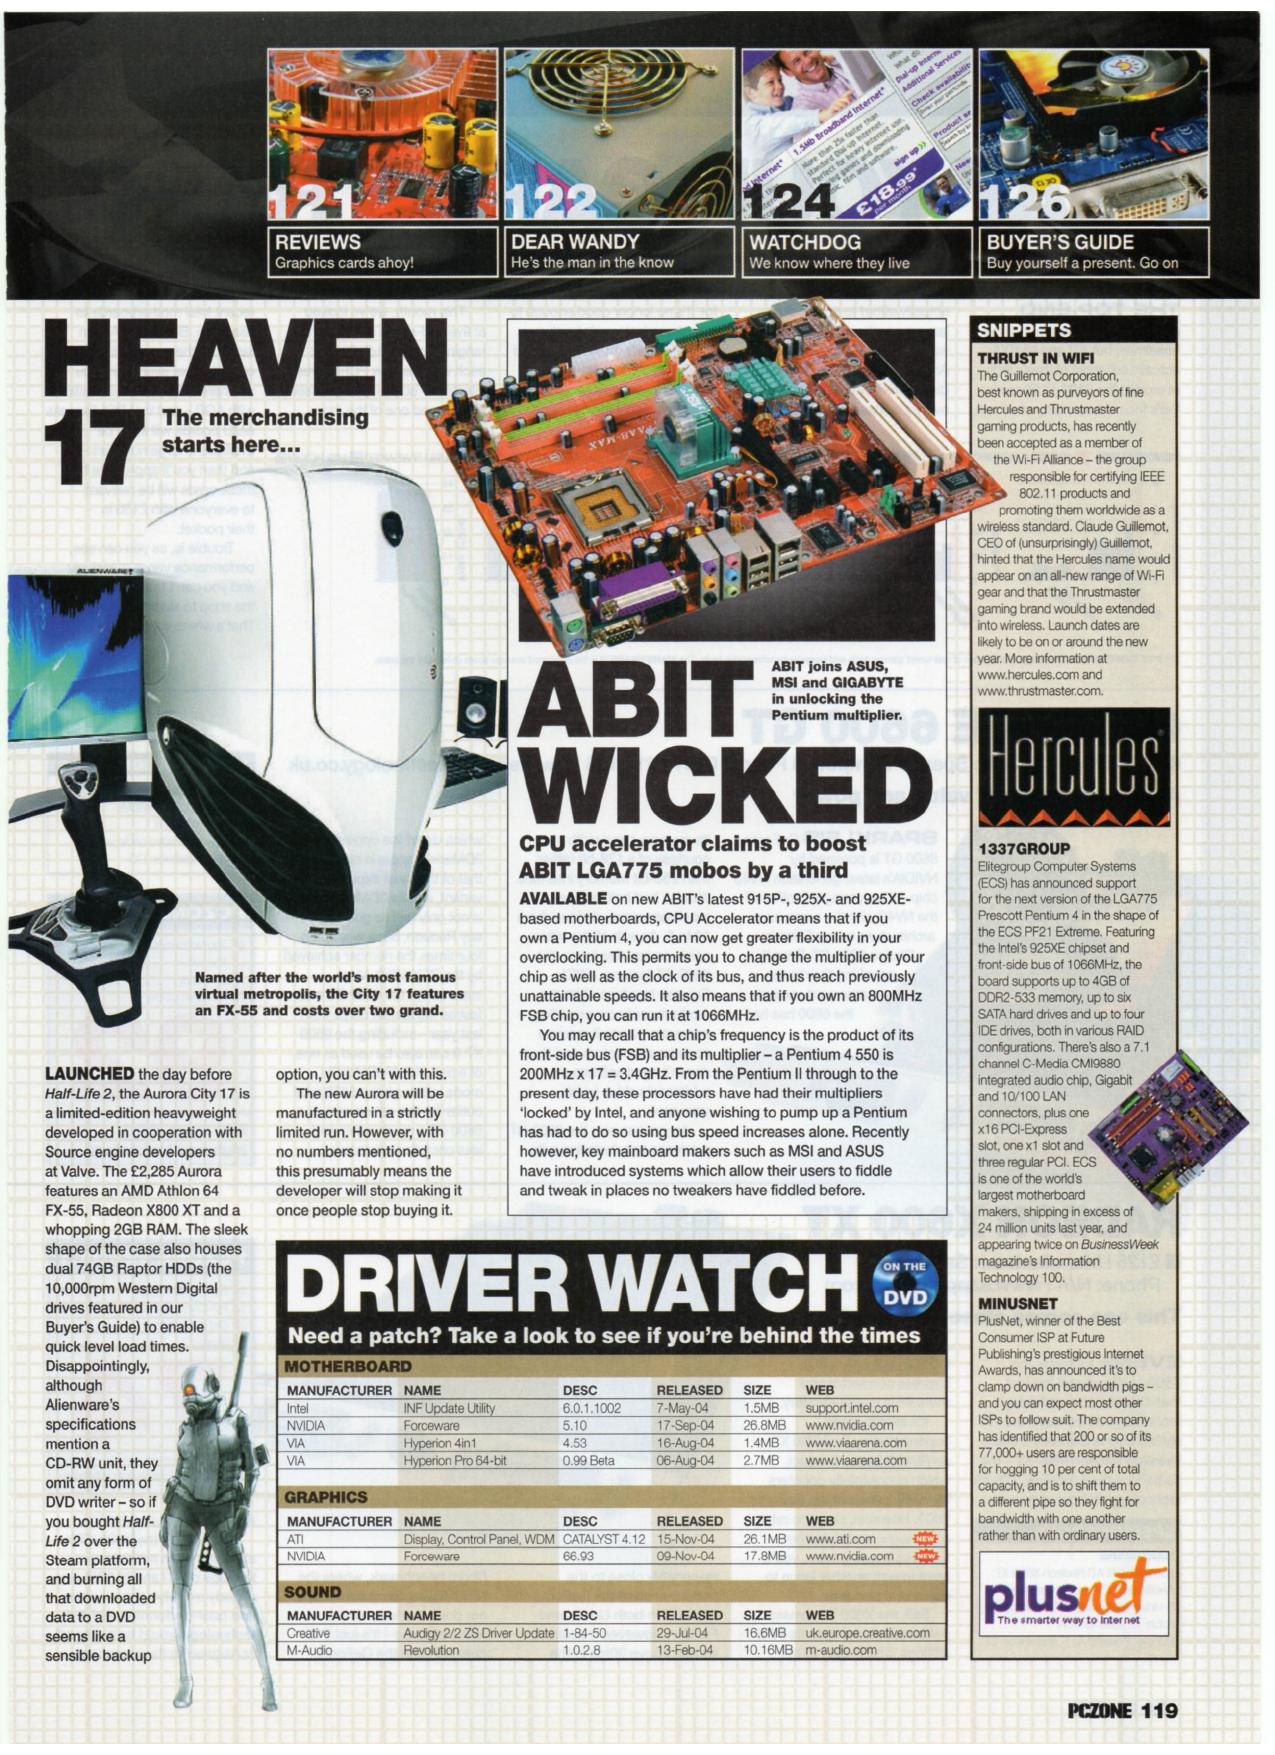 121
REVIEWS
Graphics cards ahoy!
122
DEAR WANDY
He's the man in the know
1.5Mb Broadband Internet*
More than 25x faster than
standard Dial-up Internet.
Perfect for heavy internet use,
Sign up
£18.99*
per month
Dial-up Internet
Additional Services
Check availability
124
WATCHDOG
We know where they live
126
BUYER'S GUIDE
Buy yourself a present. Go on
HEAVEN
17
The merchandising
starts here...
ALIENWARE
Named after the world's most famous
virtual metropolis, the City 17 features
an FX-55 and costs over two grand.
LAUNCHED the day before
Half-Life 2, the Aurora City 17 is
a limited-edition heavyweight
developed in cooperation with
Source engine developers
at Valve. The £2,285 Aurora
features an AMD Athlon 64
FX-55, Radeon X800 XT and a
whopping 2GB RAM. The sleek
shape of the case also houses
dual 74GB Raptor HDDs (the
10,000rpm Western Digital
drives featured in our
Buyer's Guide) to enable
quick level load times.
Disappointingly,
although
Alienware's
specifications
mention a
CD-RW unit, they
omit any form of
DVD writer – so if
you bought Half-
Life 2 over the
Steam platform,
and burning all
that downloaded
data to a DVD
seems like a
sensible backup
option, you can't with this.
The new Aurora will be
manufactured in a strictly
limited run. However, with
no numbers mentioned,
this presumably means the
developer will stop making it
once people stop buying it.
AA8-MAX
ABIT
WICKED
ABIT joins ASUS,
MSI and GIGABYTE
in unlocking the
Pentium multiplier.
CPU accelerator claims to boost
ABIT LGA775 mobos by a third
AVAILABLE on new ABIT's latest 915P-, 925X- and 925XE-
based motherboards, CPU Accelerator means that if you
own a Pentium 4, you can now get greater flexibility in your
overclocking. This permits you to change the multiplier of your
chip as well as the clock of its bus, and thus reach previously
unattainable speeds. It also means that if you own an 800MHz
FSB chip, you can run it at 1066MHz.
You may recall that a chip's frequency is the product of its
front-side bus (FSB) and its multiplier – a Pentium 4 550 is
200MHz x 17 = 3.4GHz. From the Pentium II through to the
present day, these processors have had their multipliers
'locked' by Intel, and anyone wishing to pump up a Pentium
has had to do so using bus speed increases alone. Recently
however, key mainboard makers such as MSI and ASUS
have introduced systems which allow their users to fiddle
and tweak in places no tweakers have fiddled before.
DRIVER WATCH
ON THE
DVD
Need a patch? Take a look to see if you're behind the times
MOTHERBOARD
MANUFACTURER NAME DESC RELEASED SIZE WEB
Intel INF Update Utility 6.0.1.1002 7-May-04 1.5MB support.intel.com
NVIDIA Forceware 5.10 17-Sep-04 26.8MB www.nvidia.com
VIA Hyperion 4in1 4.53 16-Aug-04 1.4MB www.viaarena.com
VIA Hyperion Pro 64-bit 0.99 Beta 06-Aug-04 2.7MB www.viaarena.com
GRAPHICS
MANUFACTURER NAME DESC RELEASED SIZE WEB
ATI Display, Control Panel, WDM CATALYST 4.12 15-Nov-04 26.1MB www.ati.com NEW
NVIDIA Forceware 66.93 09-Nov-04 17.8MB www.nvidia.com NEW
SOUND
MANUFACTURER NAME DESC RELEASED SIZE WEB
Creative Audigy 2/2 ZS Driver Update 1-84-50 29-Jul-04 16.6MB uk.europe.creative.com
M-Audio Revolution 1.0.2.8 13-Feb-04 10.16MB m-audio.com
SNIPPETS
THRUST IN WIFI
The Guillemot Corporation,
best known as purveyors of fine
Hercules and Thrustmaster
gaming products, has recently
been accepted as a member of
the Wi-Fi Alliance – the group
responsible for certifying IEEE
802.11 products and
promoting them worldwide as a
wireless standard. Claude Guillemot,
CEO of (unsurprisingly) Guillemot,
hinted that the Hercules name would
appear on an all-new range of Wi-Fi
gear and that the Thrustmaster
gaming brand would be extended
into wireless. Launch dates are
likely to be on or around the new
year. More information at
www.hercules.com and
www.thrustmaster.com.
Hercules®
1337GROUP
Elitegroup Computer Systems
(ECS) has announced support
for the next version of the LGA775
Prescott Pentium 4 in the shape of
the ECS PF21 Extreme. Featuring
the Intel's 925XE chipset and
front-side bus of 1066MHz, the
board supports up to 4GB of
DDR2-533 memory, up to six
SATA hard drives and up to four
IDE drives, both in various RAID
configurations. There's also a 7.1
channel C-Media CMI9880
integrated audio chip, Gigabit
and 10/100 LAN
connectors, plus one
x16 PCI-Express
slot, one x1 slot and
three regular PCI. ECS
is one of the world's
largest motherboard
makers, shipping in excess of
24 million units last year, and
appearing twice on BusinessWeek
magazine's Information
Technology 100.
MINUSNET
PlusNet, winner of the Best
Consumer ISP at Future
Publishing's prestigious Internet
Awards, has announced it's to
clamp down on bandwidth pigs –
and you can expect most other
ISPs to follow suit. The company
has identified that 200 or so of its
77,000+ users are responsible
for hogging 10 per cent of total
capacity, and is to shift them to
a different pipe so they fight for
bandwidth with one another
rather than with ordinary users.
plusnet
The smarter way to internet
PCZONE 119